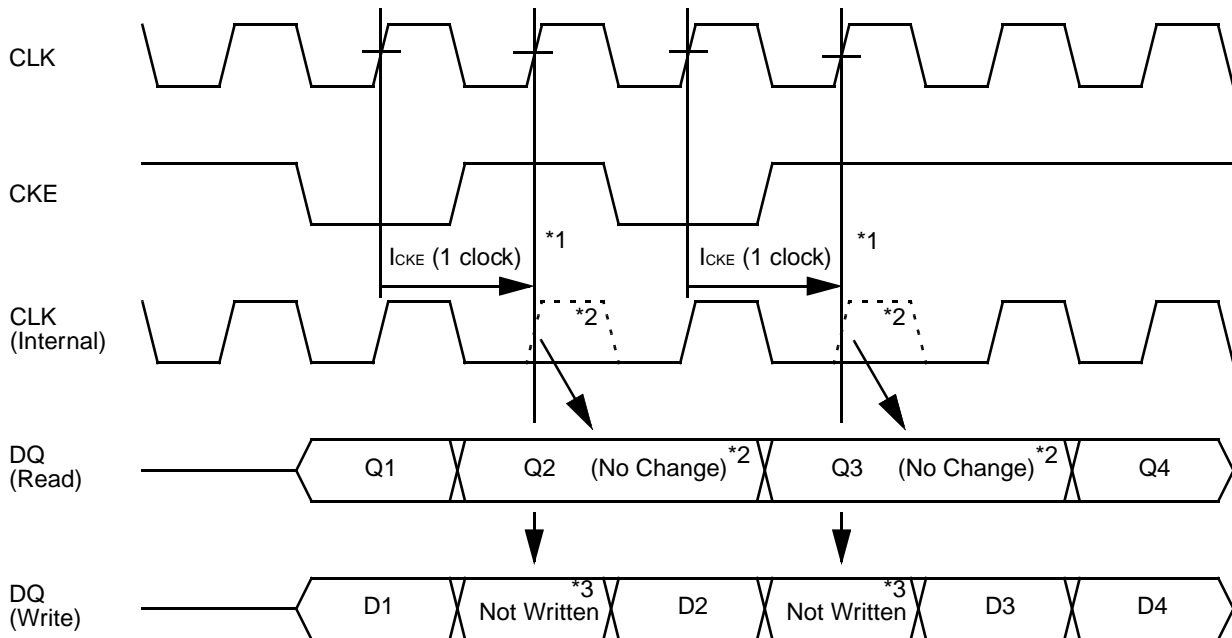 CLK
CKE
*1
*1
ICKE (1 clock)
ICKE (1 clock)
CLK
(Internal)
*2
*2
DQ
(Read)
Q1
Q2 (No Change)*2
Q3 (No Change)*2
Q4
DQ
(Write)
D1
Not Written*3
D2
Not Written*3
D3
D4